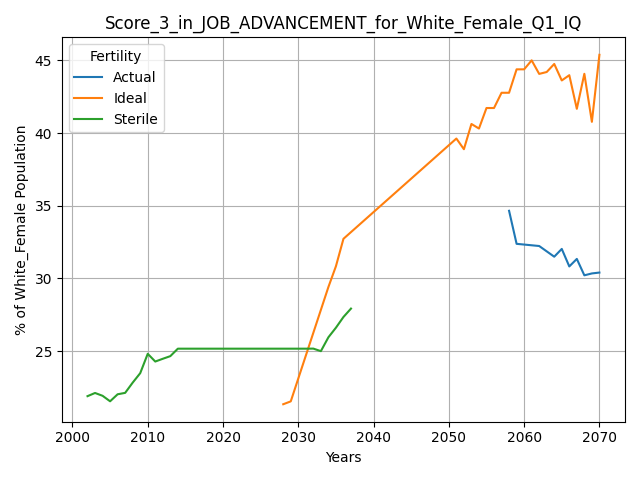 Score_3_in_JOB_ADVANCEMENT_for_White_Female_Q1_IQ
Fertility
Actual
Ideal
Sterile
% of White_Female Population
45
40
35
30
25
2000 2010 2020 2030 2040 2050 2060 2070
Years